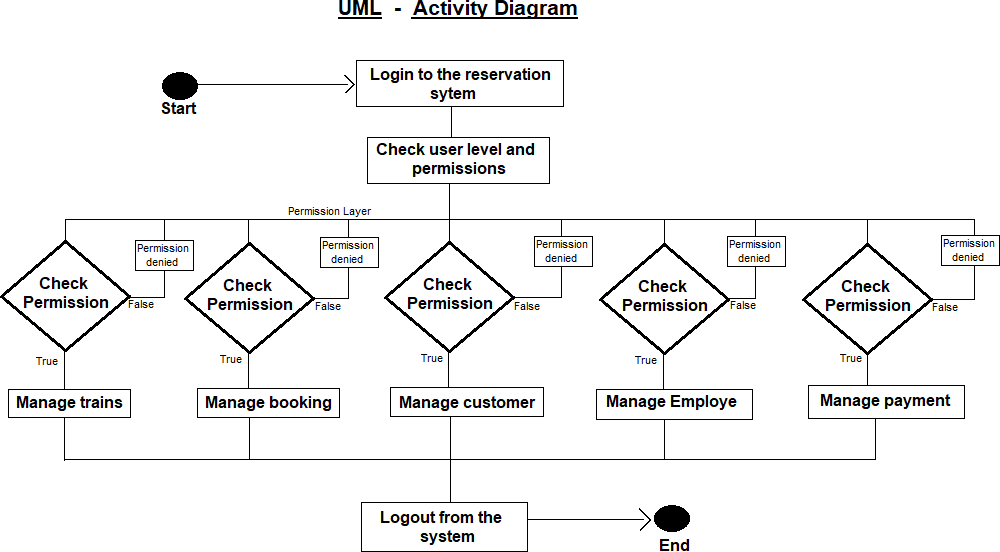 UML - Activity Diagram
Login to the reservation
sytem
Start
Check user level and
permissions
Permission Layer
Permission
denied
Permission
denied
Permission
denied
Permission
denied
Permission
denied
Check
Permission
False
Check
Permission
False
Check
Permission
False
Check
Permission
False
Check
Permission
False
True
True
True
True
True
Manage trains
Manage booking
Manage customer
Manage Employe
Manage payment
Logout from the
system
End